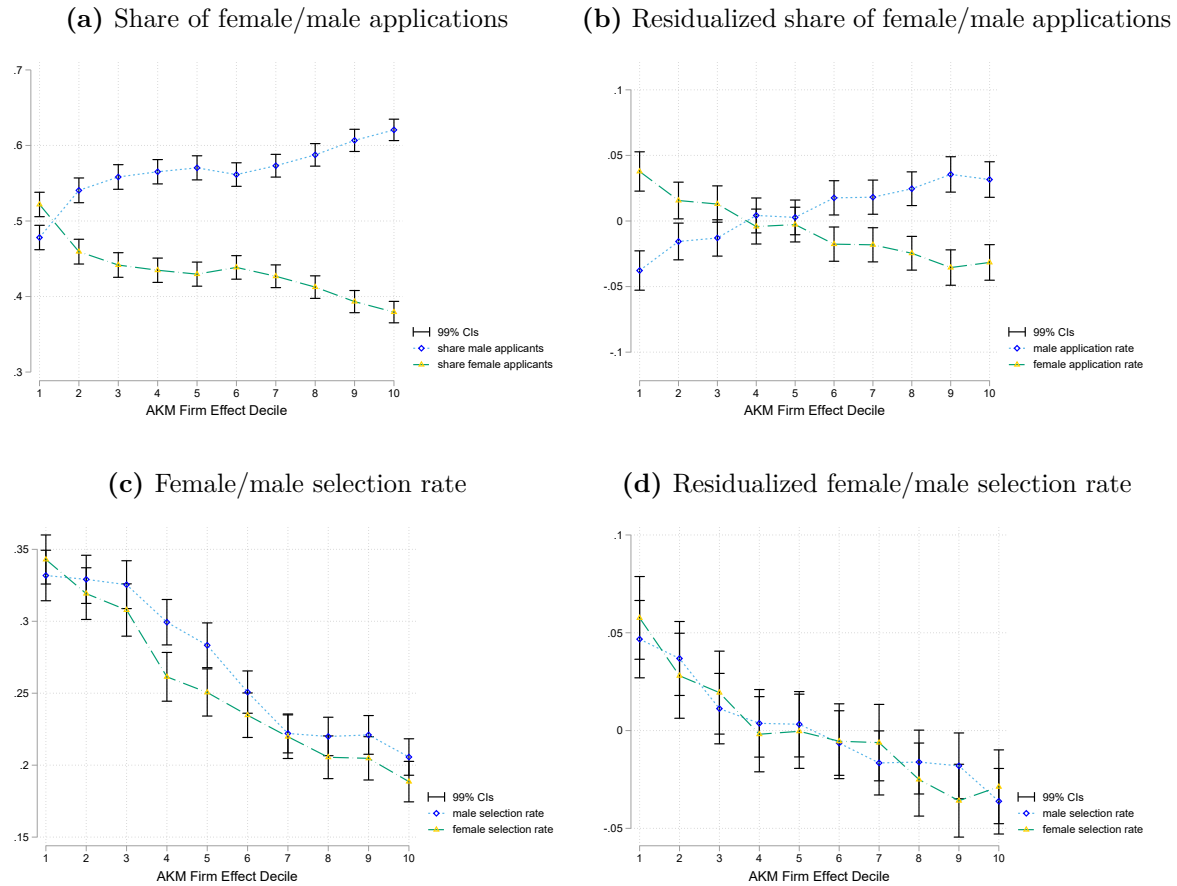 (a) Share of female/male applications
.7
.6
.5
.4
.3
1 2 3 4 5 6 7 8 9 10
AKM Firm Effect Decile
99% CIs
share male applicants
share female applicants
(b) Residualized share of female/male applications
.1
.05
0
-.05
-.1
1 2 3 4 5 6 7 8 9 10
AKM Firm Effect Decile
99% CIs
male application rate
female application rate
(c) Female/male selection rate
.35
.3
.25
.2
.15
1 2 3 4 5 6 7 8 9 10
AKM Firm Effect Decile
99% CIs
male selection rate
female selection rate
(d) Residualized female/male selection rate
.1
.05
0
-.05
1 2 3 4 5 6 7 8 9 10
AKM Firm Effect Decile
99% CIs
male selection rate
female selection rate